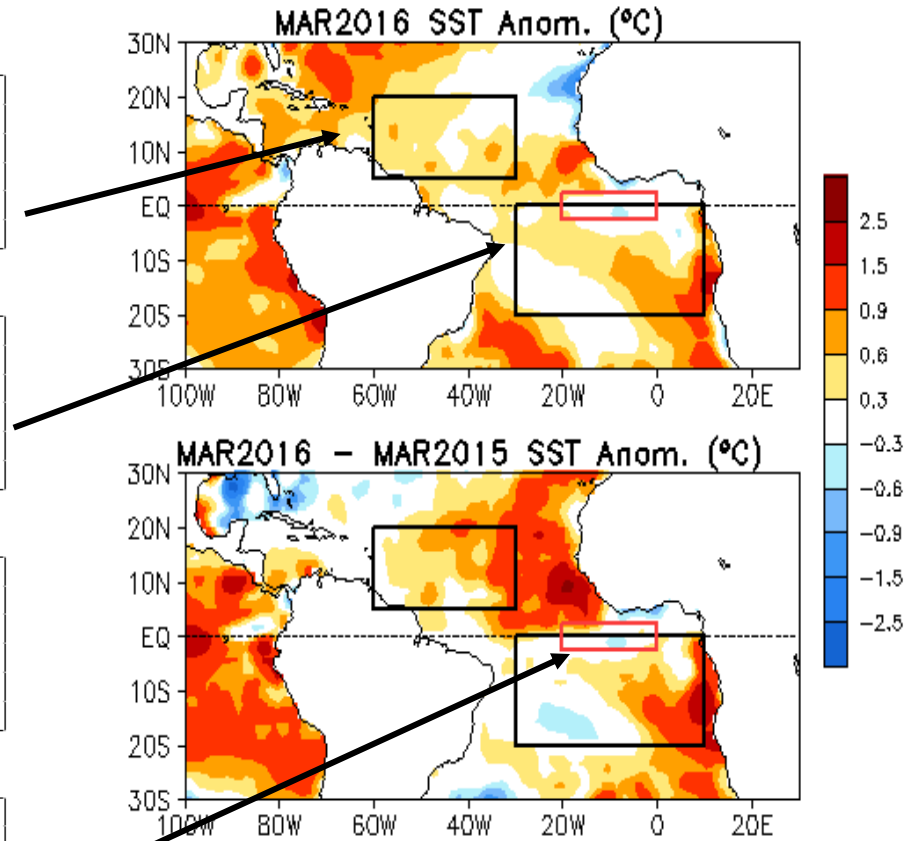 MAR2016 SST Anom. (ºC)
30N
20N
10N
EQ
10S
20S
30S
100W 80W 60W 40W 20W 0 20E
2.5
1.5
0.9
0.6
0.3
-0.3
-0.6
-0.9
-1.5
-2.5
MAR2016 - MAR2015 SST Anom. (ºC)
30N
20N
10N
EQ
10S
20S
30S
100W 80W 60W 40W 20W 0 20E